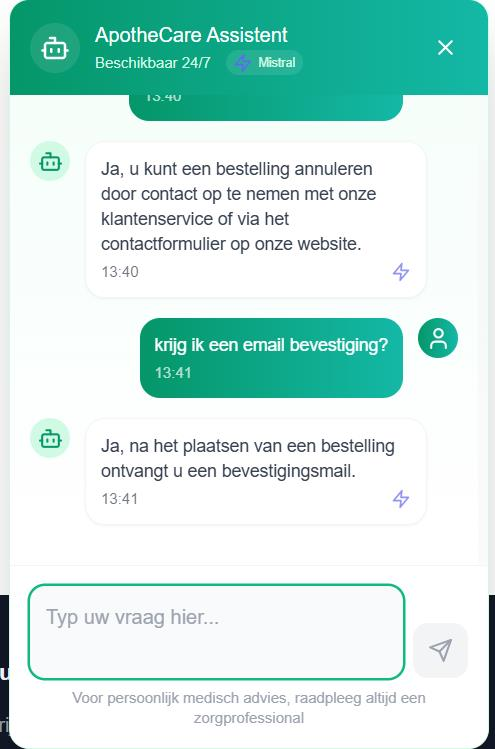 ApotheCare Assistent
Beschikbaar 24/7 Mistral
13:40
Ja, u kunt een bestelling annuleren
door contact op te nemen met onze
klantenservice of via het
contactformulier op onze website.
13:40
krijg ik een email bevestiging?
13:41
Ja, na het plaatsen van een bestelling
ontvangt u een bevestigingsmail.
13:41
Typ uw vraag hier...
Voor persoonlijk medisch advies, raadpleeg altijd een
zorgprofessional